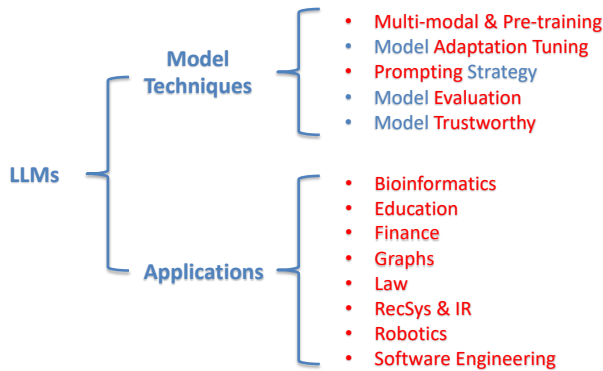 LLMs
Model
Techniques
• Multi-modal & Pre-training
• Model Adaptation Tuning
• Prompting Strategy
• Model Evaluation
• Model Trustworthy
Applications
• Bioinformatics
• Education
• Finance
• Graphs
• Law
• RecSys & IR
• Robotics
• Software Engineering